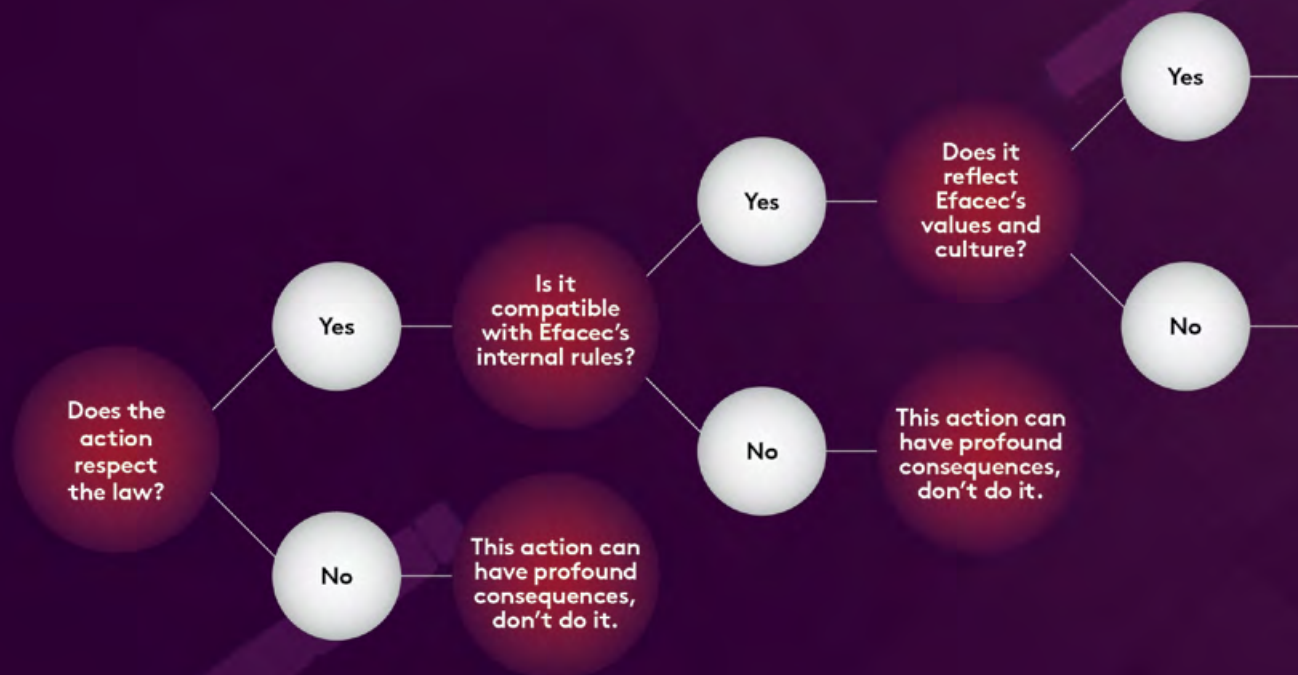 Does the
action
respect
the law?
Yes
No
Is it
compatible
with Efacec's
internal rules?
This action can
have profound
consequences,
don't do it.
Yes
No
Does it
reflect
Efacec's
values and
culture?
This action can
have profound
consequences,
don't do it.
Yes
No